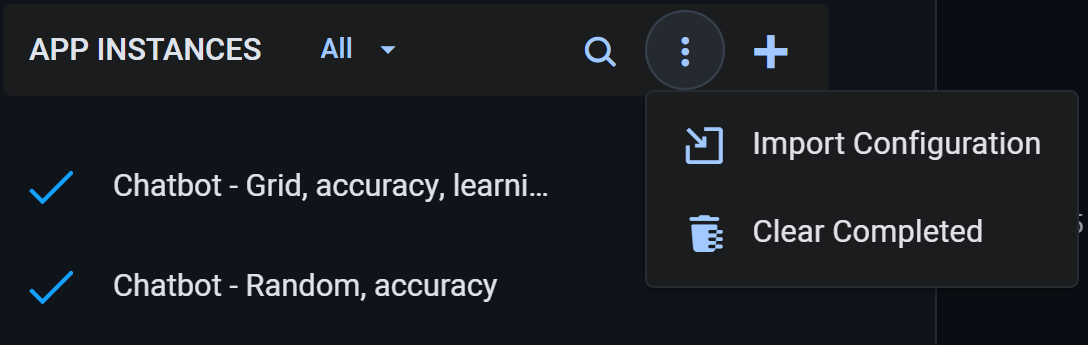 APP INSTANCES All
Import Configuration
Chatbot - Grid, accuracy, learni...
Clear Completed
Chatbot - Random, accuracy